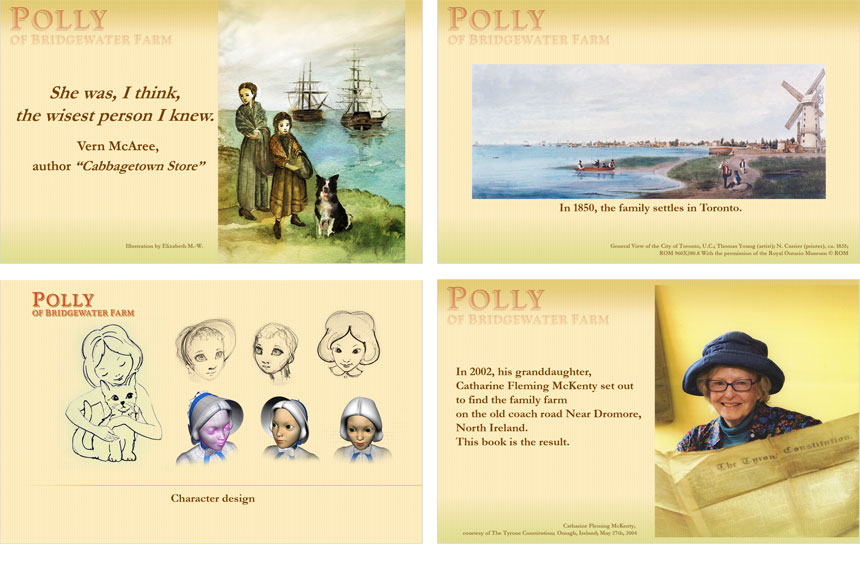 POLLY
OF BRIDGEWATER FARM
She was, I think,
the wisest person I knew.
Vern McAree,
author “Cabbagetown Store”
Illustration by Elizabeth M.-W.
POLLY
OF BRIDGEWATER FARM
In 1850, the family settles in Toronto.
General View of the City of Toronto, U.C.; Thomas Young (artist); N. Currier (printer), ca. 1835;
ROM 960X280.8 With the permission of the Royal Ontario Museum © ROM
POLLY
OF BRIDGEWATER FARM
Character design
POLLY
OF BRIDGEWATER FARM
In 2002, his granddaughter,
Catharine Fleming McKenty set out
to find the family farm
on the old coach road Near Dromore,
North Ireland.
This book is the result.
The Tyrone Constitution.
Catharine Fleming McKenty,
courtesy of The Tyrone Constitution; Omagh, Ireland; May 27th, 2004